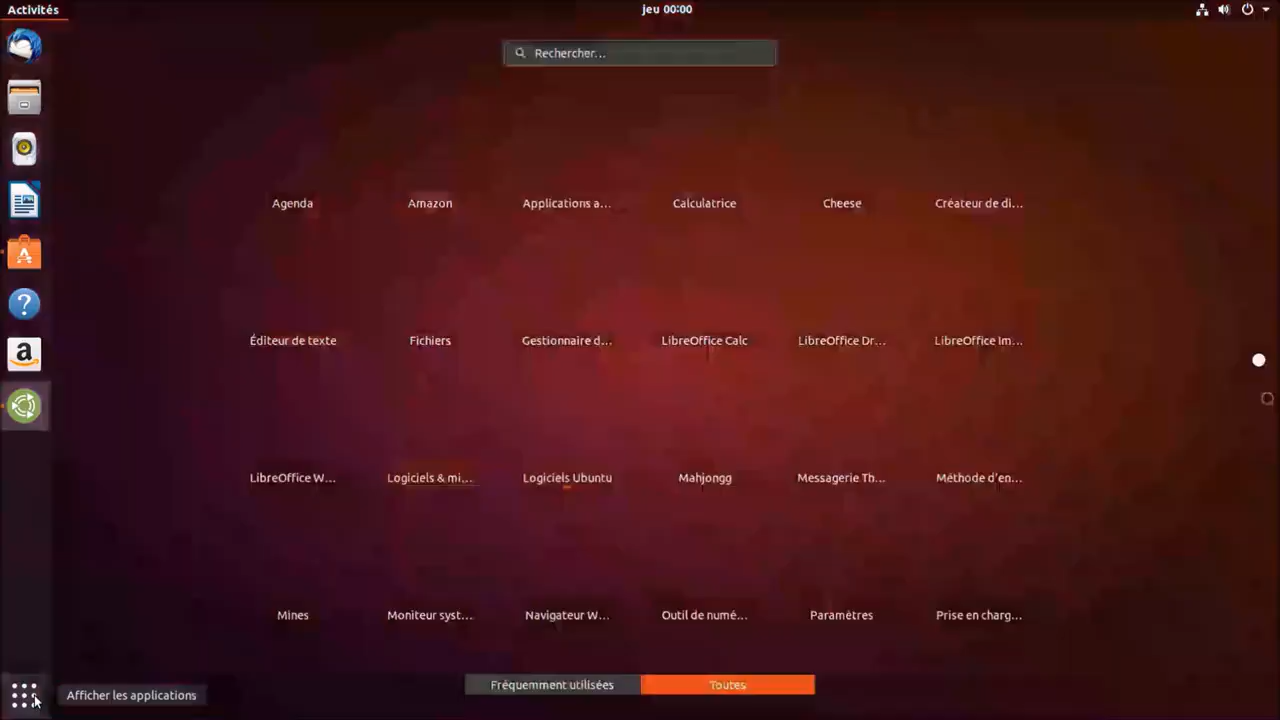 Activités
jeu 00:00
Rechercher...
Agenda
Amazon
Applications a...
Calculatrice
Cheese
Créateur de di...
Éditeur de texte
Fichiers
Gestionnaire d...
LibreOffice Calc
LibreOffice Dr...
LibreOffice Im...
LibreOffice W...
Logiciels & mi...
Logiciels Ubuntu
Mahjongg
Messagerie Th...
Méthode d'en...
Mines
Moniteur syst...
Navigateur W...
Outil de numé...
Paramètres
Prise en charg...
Fréquemment utilisées
Toutes
Afficher les applications